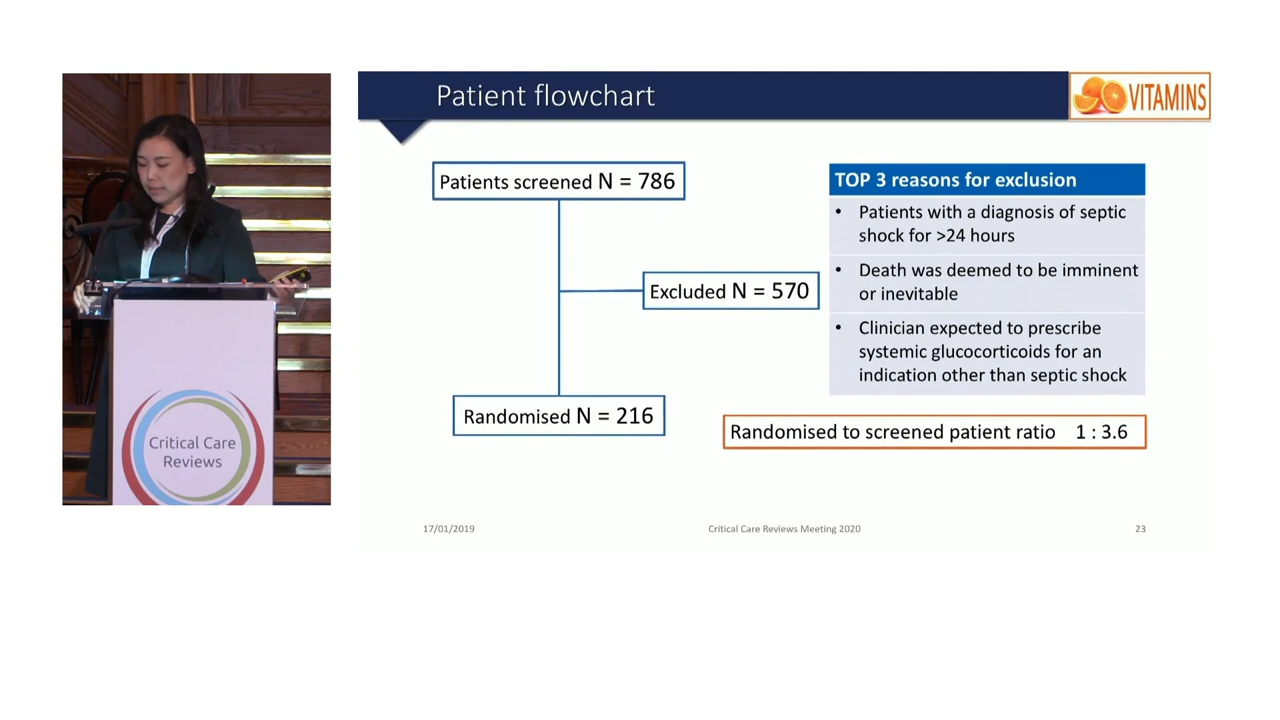 Patient flowchart
VITAMINS
Patients screened N = 786
Excluded N = 570
Randomised N = 216
TOP 3 reasons for exclusion
• Patients with a diagnosis of septic
shock for >24 hours
• Death was deemed to be imminent
or inevitable
• Clinician expected to prescribe
systemic glucocorticoids for an
indication other than septic shock
Randomised to screened patient ratio 1 : 3.6
Critical Care
Reviews
17/01/2019
Critical Care Reviews Meeting 2020
23